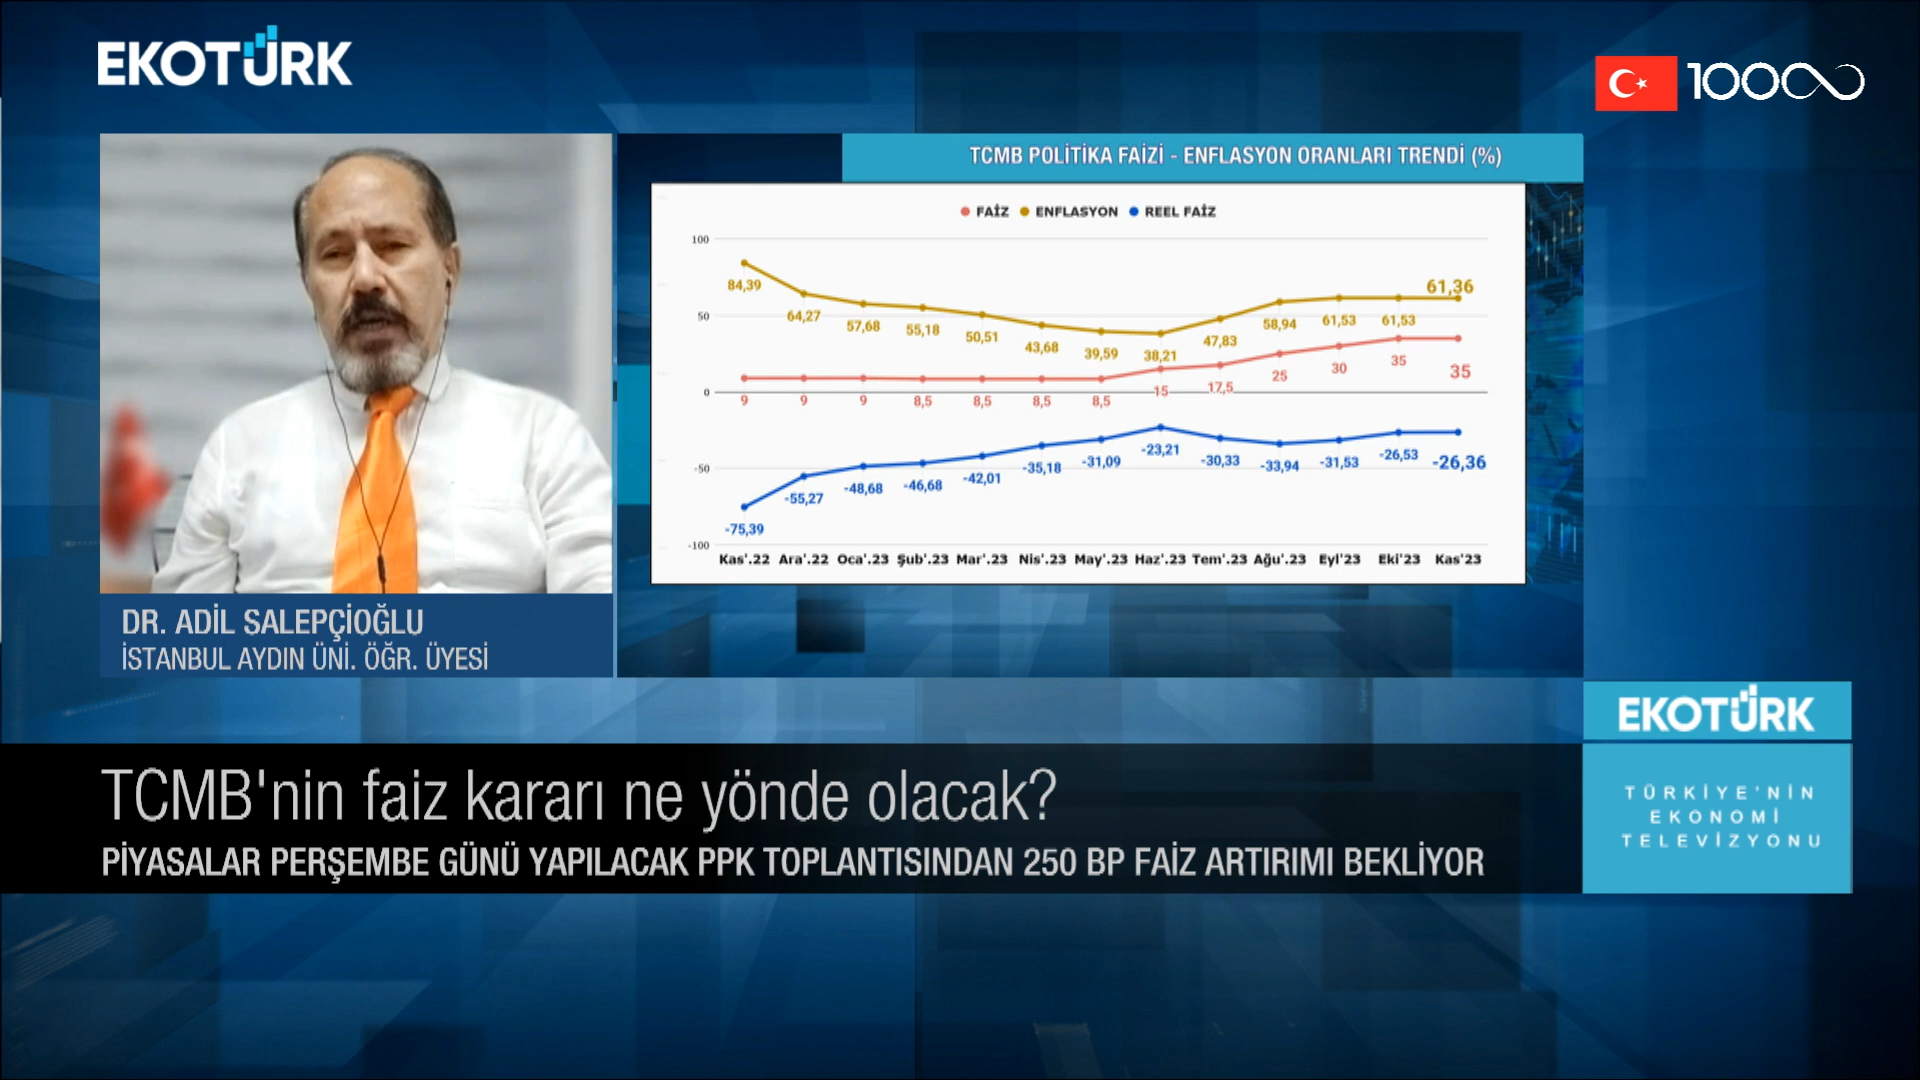 EKOTÜRK
100
TCMB POLİTİKA FAİZİ - ENFLASYON ORANLARI TRENDİ (%)
FAİZ ENFLASYON REEL FAİZ
100
50
0
-50
-100
84,39 64,27 57,68 55,18 50,51 43,68 39,59 38,21 47,83 58,94 61,53 61,53 61,36
9 9 9 8,5 8,5 8,5 8,5 15 17,5 25 30 35 35
-75,39 -55,27 -48,68 -46,68 -42,01 -35,18 -31,09 -23,21 -30,33 -33,94 -31,53 -26,53 -26,36
Kas'.22 Ara'.22 Oca'.23 Şub'.23 Mar'.23 Nis'.23 May'.23 Haz'.23 Tem'.23 Ağu'.23 Eyl'23 Eki'23 Kas'23
DR. ADİL SALEPÇİOĞLU
İSTANBUL AYDIN ÜNİ. ÖĞR. ÜYESİ
EKOTÜRK
TÜRKİYE'NİN
EKONOMİ
TELEVİZYONU
TCMB'nin faiz kararı ne yönde olacak?
PİYASALAR PERŞEMBE GÜNÜ YAPILACAK PPK TOPLANTISINDAN 250 BP FAİZ ARTIRIMI BEKLİYOR